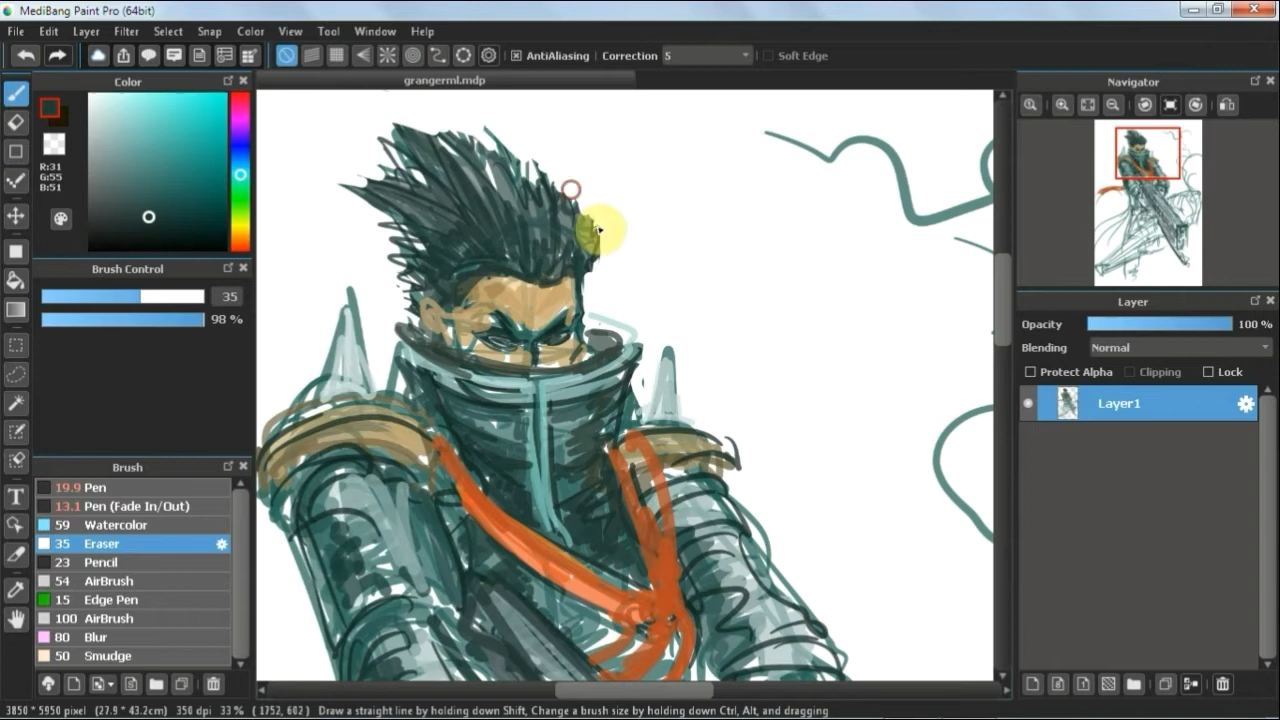 MediBang Paint Pro (64bit)
File Edit Layer Filter Select Snap Color View Tool Window Help
AntiAliasing Correction 5 Soft Edge
Color
grangerml.mdp
Navigator
R:31
G:55
B:51
Brush Control
35
98 %
Layer
Opacity 100 %
Blending Normal
Protect Alpha Clipping Lock
Layer1
Brush
19.9 Pen
13.1 Pen (Fade In/Out)
59 Watercolor
35 Eraser
23 Pencil
54 AirBrush
15 Edge Pen
100 AirBrush
80 Blur
50 Smudge
3850 * 5950 pixel (27.9 * 43.2cm) 350 dpi 33 % ( 1752, 602 ) Draw a straight line by holding down Shift, Change a brush size by holding down Ctrl, Alt, and dragging